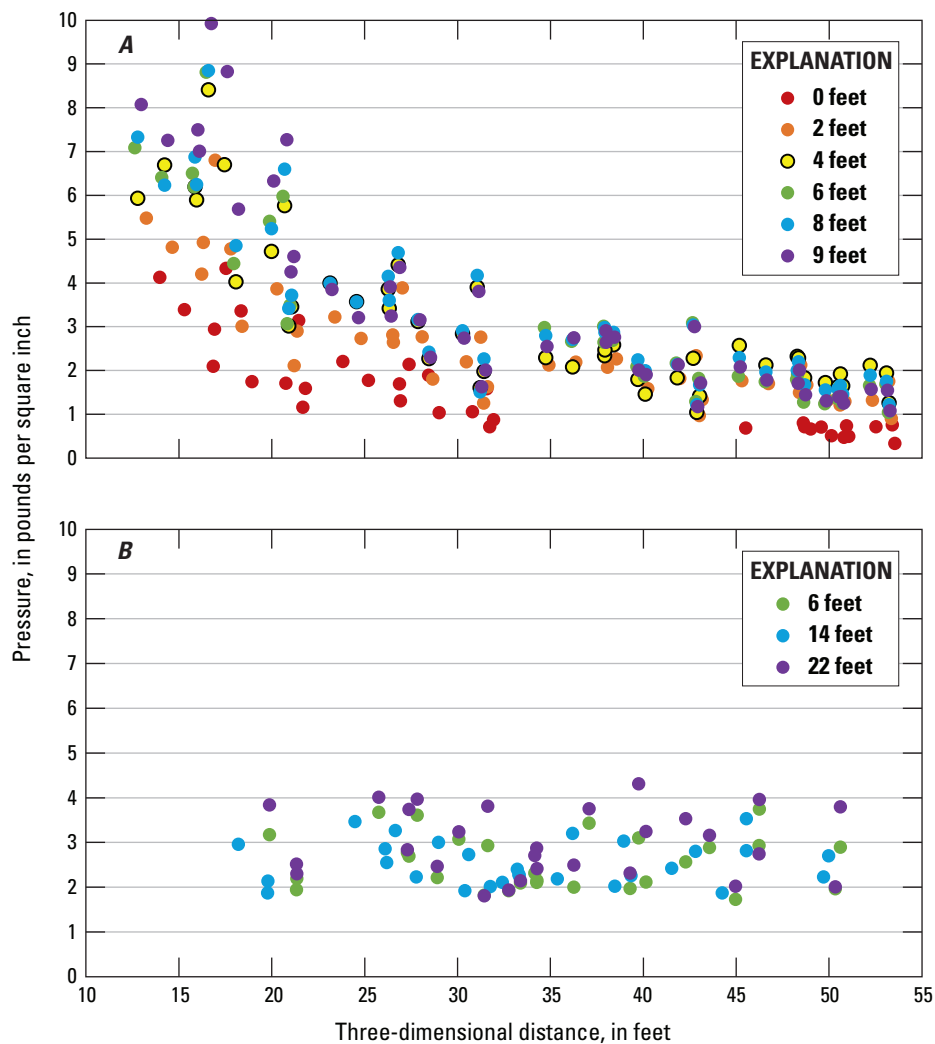 Pressure, in pounds per square inch
10
9
8
7
6
5
4
3
2
1
0
A
EXPLANATION
0 feet
2 feet
4 feet
6 feet
8 feet
9 feet
10
9
8
7
6
5
4
3
2
1
0
B
EXPLANATION
6 feet
14 feet
22 feet
10 15 20 25 30 35 40 45 50 55
Three-dimensional distance, in feet